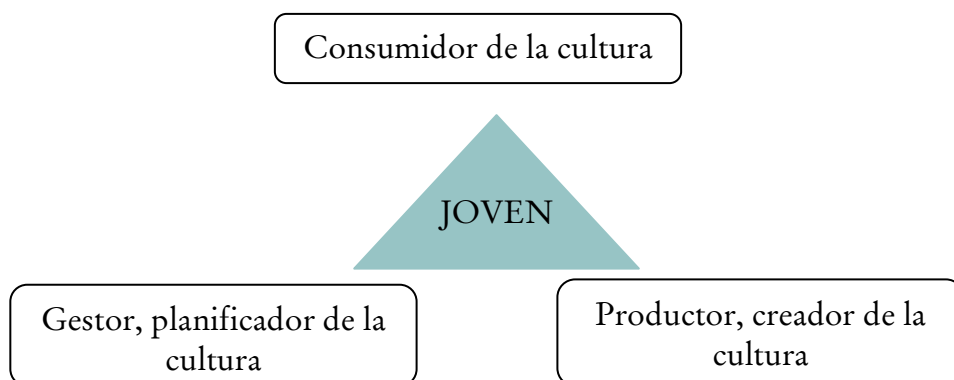 Consumidor de la cultura
JOVEN
Gestor, planificador de la
cultura
Productor, creador de la
cultura